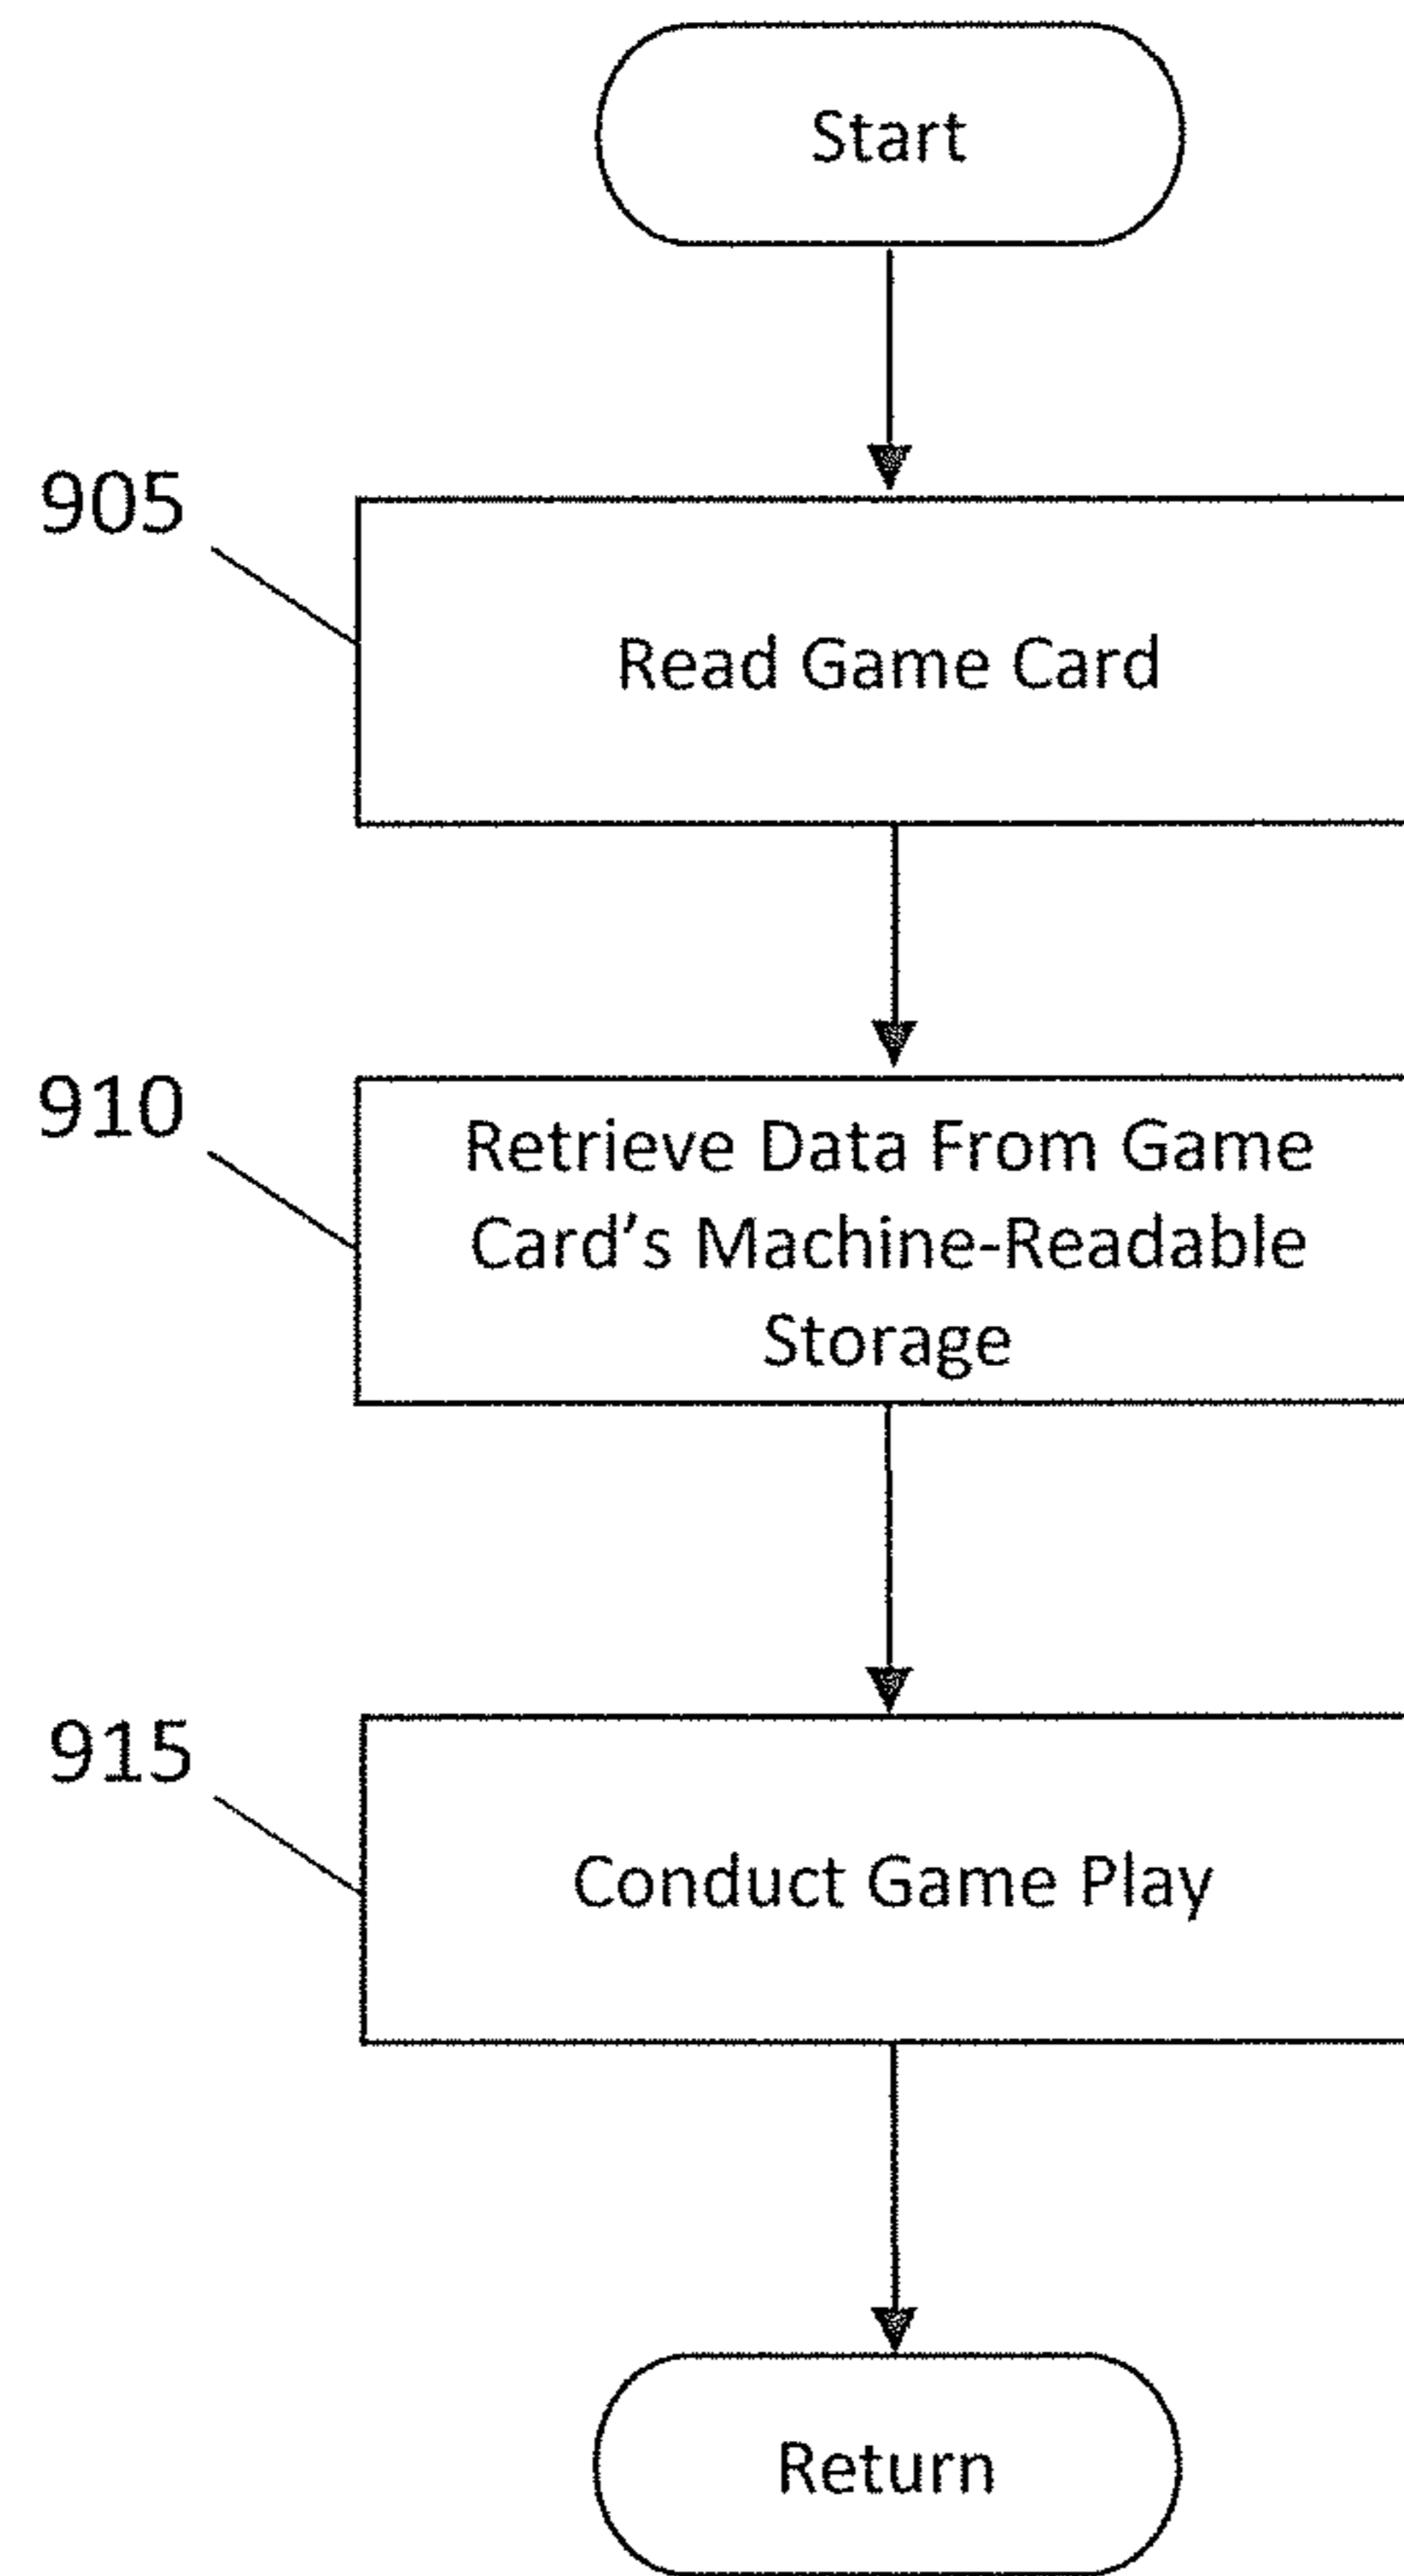 Start
905
Read Game Card
910
Retrieve Data From Game
Card’s Machine-Readable
Storage
915
Conduct Game Play
Return